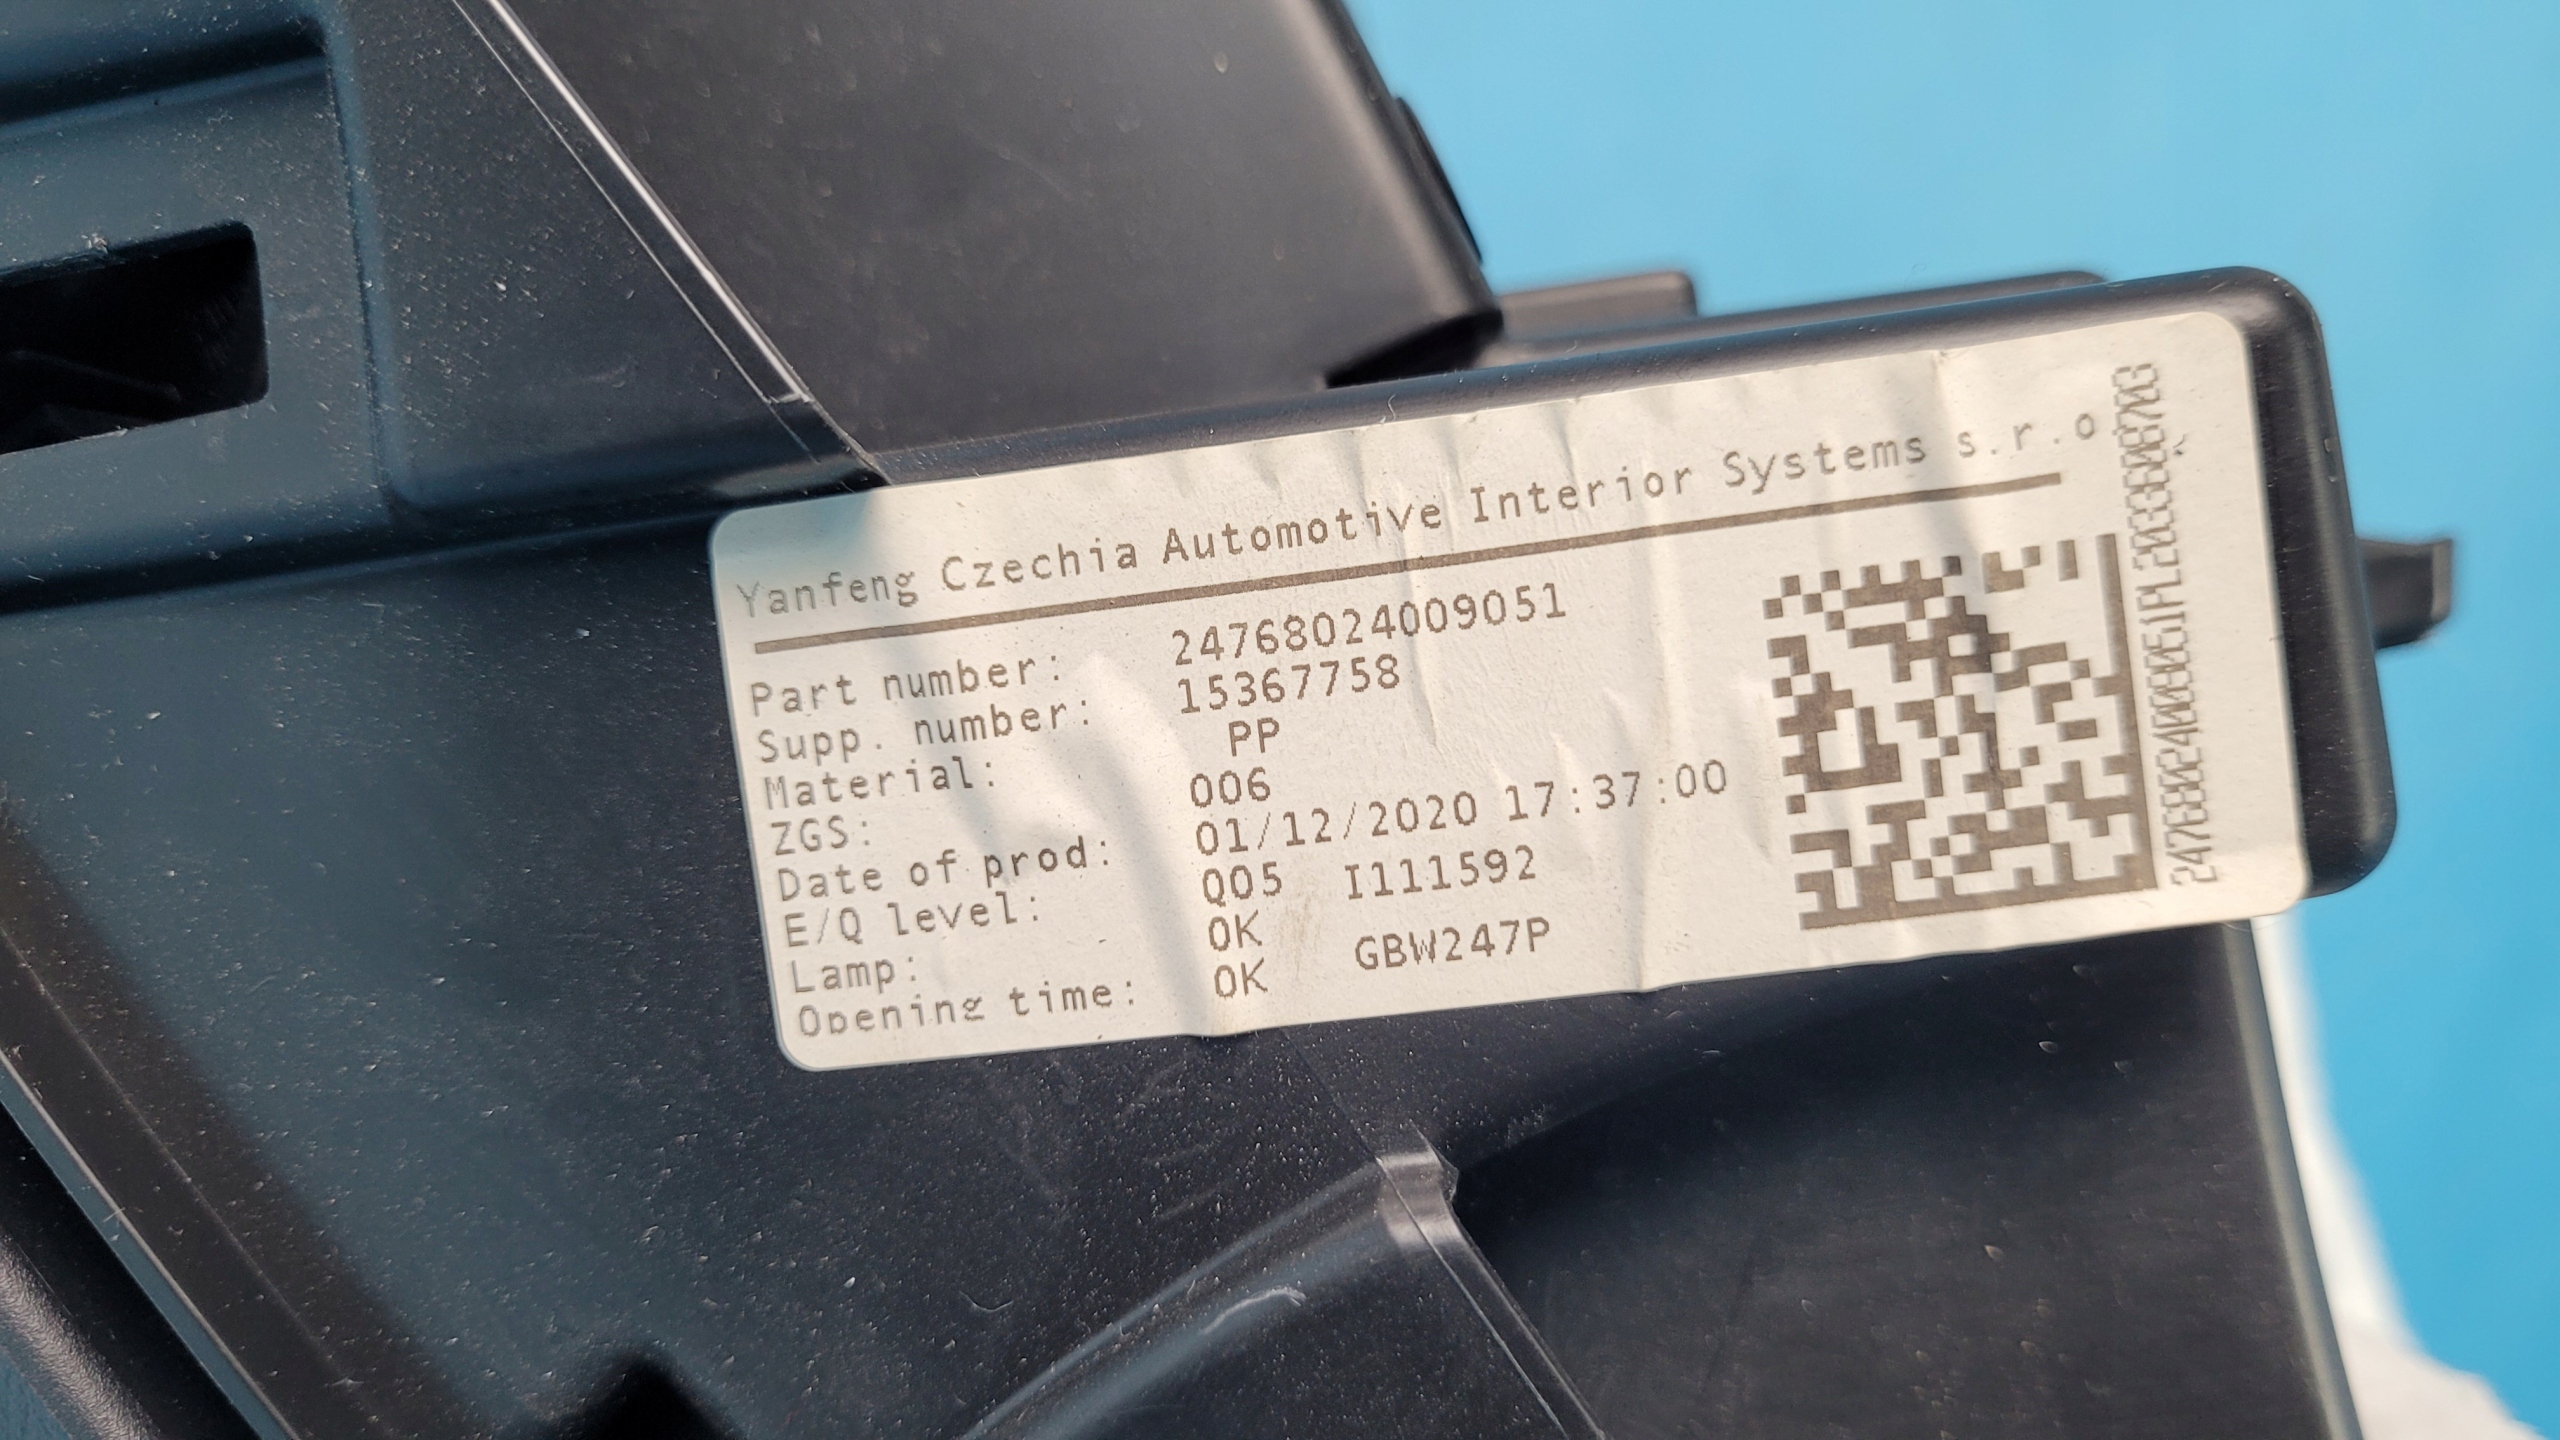 Yanfeng Czechia Automotive Interior Systems s.r.o
Part number: 24768024009051
Supp. number: 15367758
Material: PP
ZGS: 006
Date of prod: 01/12/2020 17:37:00
E/Q level: Q05 I111592
Lamp: OK
Opening time: OK GBW247P